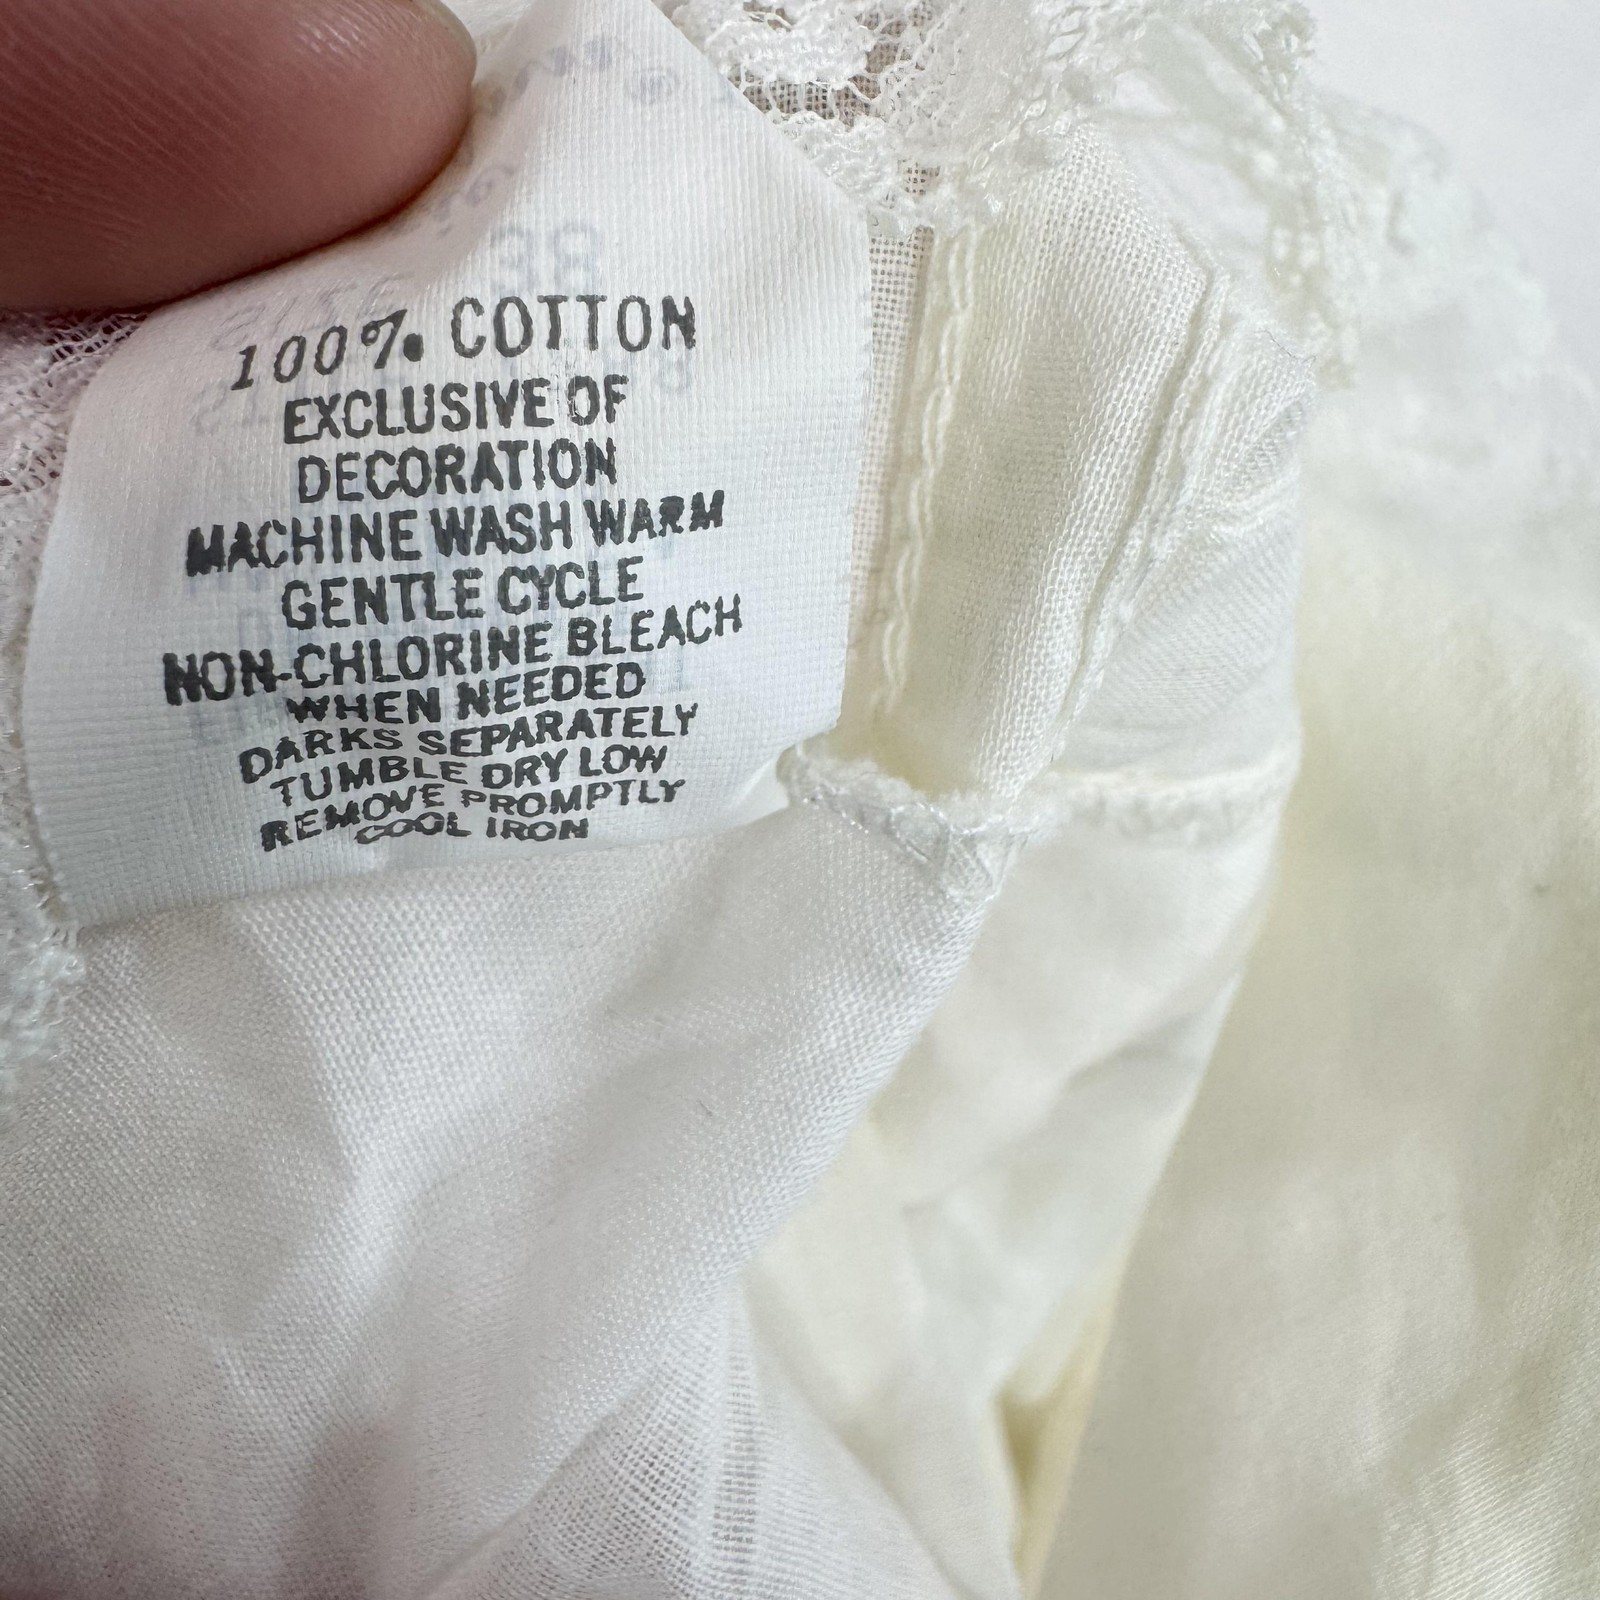 38
100% COTTON
EXCLUSIVE OF
DECORATION
MACHINE WASH WARM
GENTLE CYCLE
NON-CHLORINE BLEACH
WHEN NEEDED
DARKS SEPARATELY
TUMBLE DRY LOW
REMOVE PROMPTLY
COOL IRON